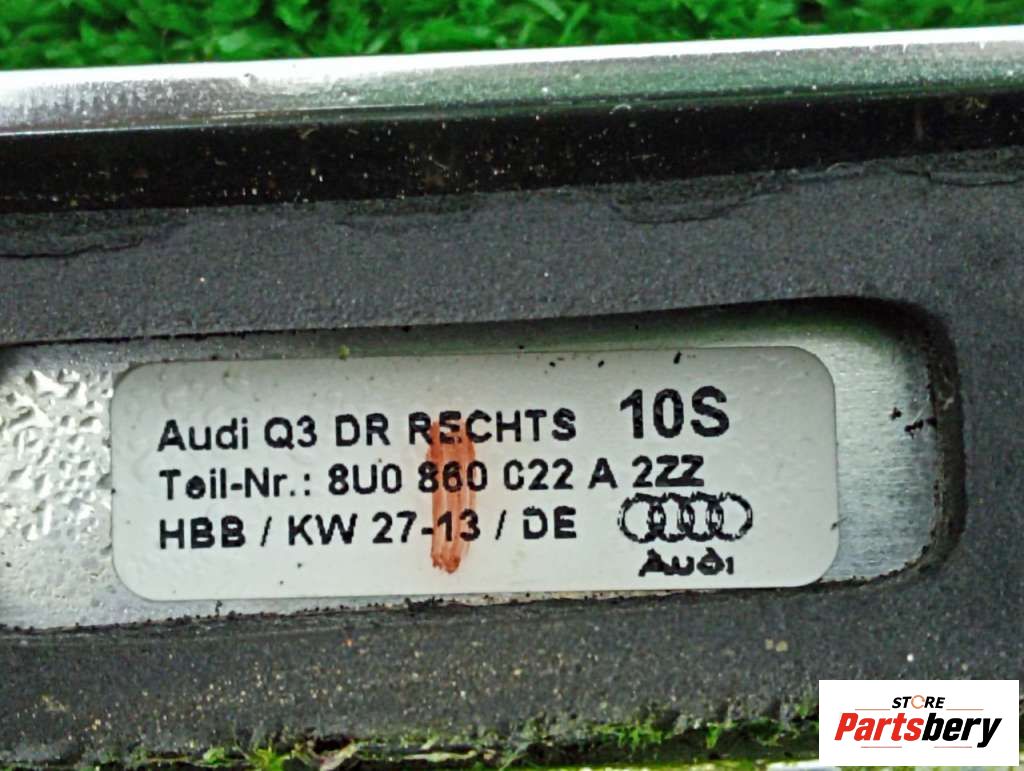 Audi Q3 DR RECHTS 10S
Teil-Nr.: 8U0 860 022 A 2ZZ
HBB / KW 27-13 / DE
Audi
STORE
Partsbery